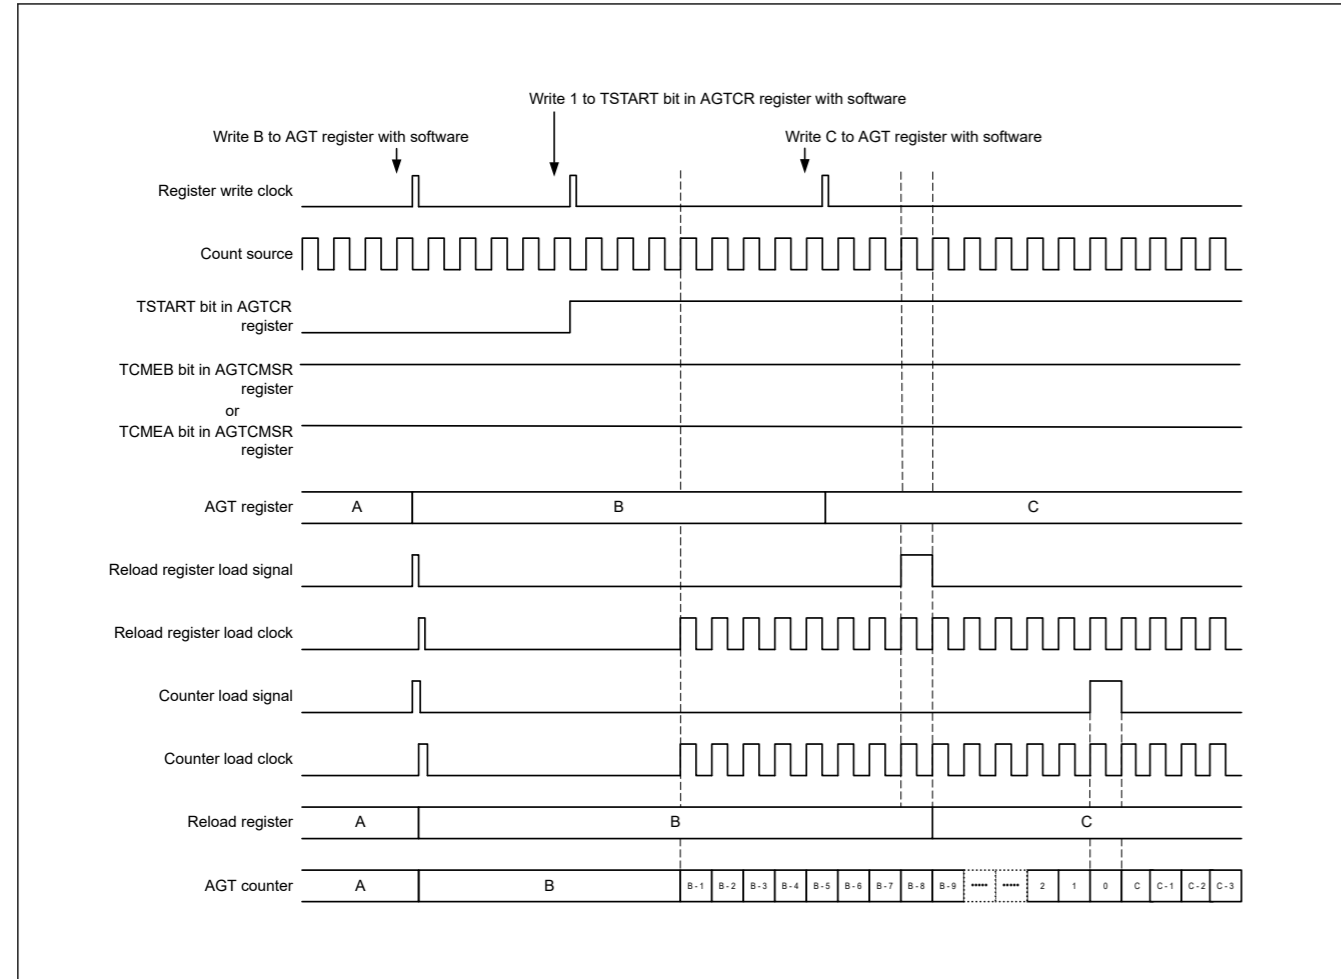 Write 1 to TSTART bit in AGTCR register with software
Write B to AGT register with software
Write C to AGT register with software
Register write clock
Count source
TSTART bit in AGTCR
register
TCMEB bit in AGTCMSR
register
or
TCMEA bit in AGTCMSR
register
AGT register
A
B
C
Reload register load signal
Reload register load clock
Counter load signal
Counter load clock
Reload register
A
B
C
AGT counter
A
B
B - 1
B - 2
B - 3
B - 4
B - 5
B - 6
B - 7
B - 8
B - 9
•••••
•••••
2
1
0
C
C - 1
C - 2
C - 3